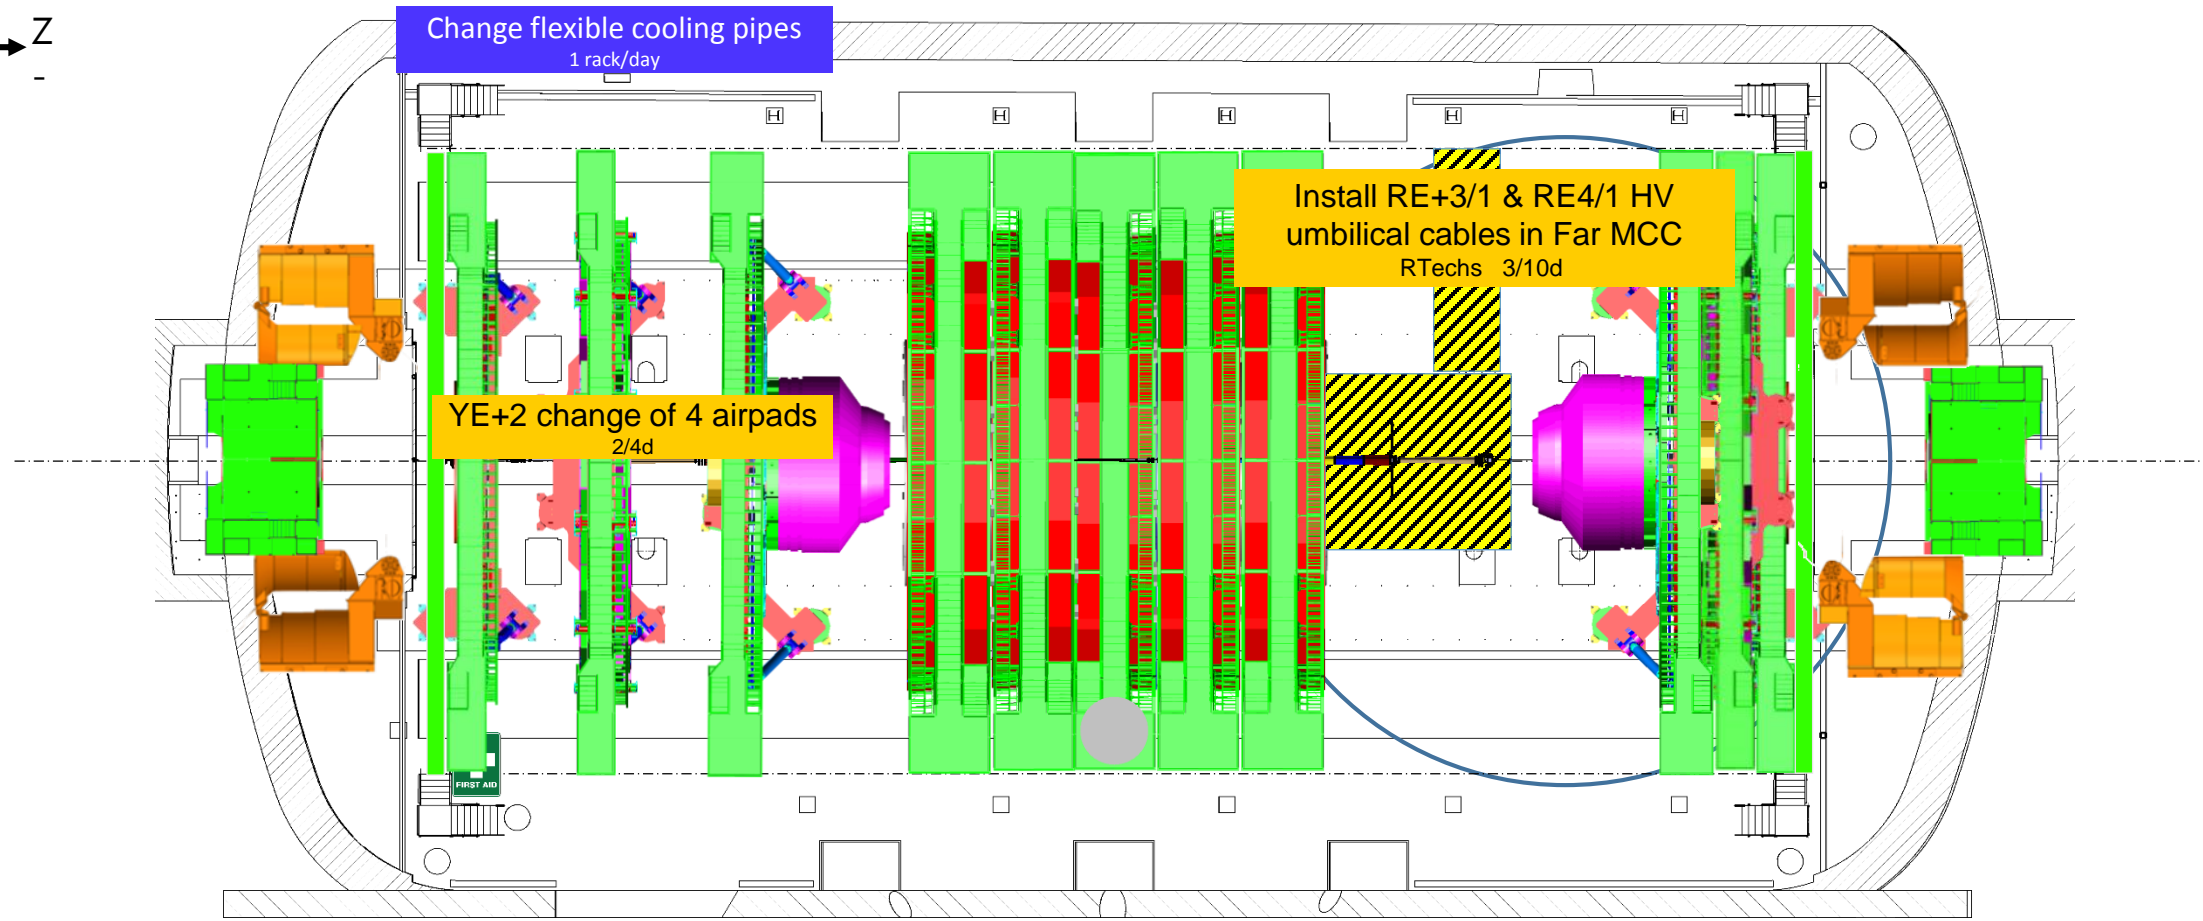 Z
-
Change flexible cooling pipes
1 rack/day
H
H
H
H
H
Install RE+3/1 & RE4/1 HV
umbilical cables in Far MCC
RTechs 3/10d
YE+2 change of 4 airpads
2/4d
FIRST AID